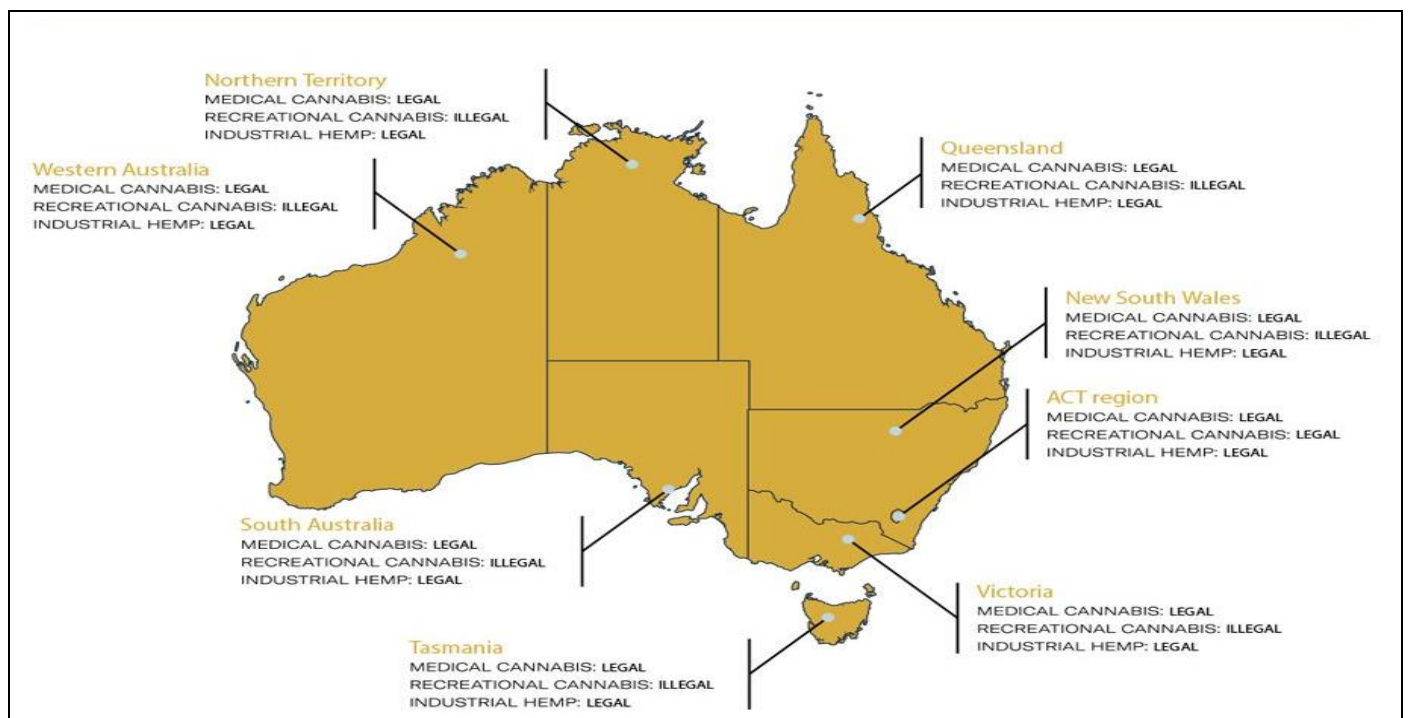 Northern Territory
MEDICAL CANNABIS: LEGAL
RECREATIONAL CANNABIS: ILLEGAL
INDUSTRIAL HEMP: LEGAL
Western Australia
MEDICAL CANNABIS: LEGAL
RECREATIONAL CANNABIS: ILLEGAL
INDUSTRIAL HEMP: LEGAL
Queensland
MEDICAL CANNABIS: LEGAL
RECREATIONAL CANNABIS: ILLEGAL
INDUSTRIAL HEMP: LEGAL
New South Wales
MEDICAL CANNABIS: LEGAL
RECREATIONAL CANNABIS: ILLEGAL
INDUSTRIAL HEMP: LEGAL
ACT region
MEDICAL CANNABIS: LEGAL
RECREATIONAL CANNABIS: LEGAL
INDUSTRIAL HEMP: LEGAL
South Australia
MEDICAL CANNABIS: LEGAL
RECREATIONAL CANNABIS: ILLEGAL
INDUSTRIAL HEMP: LEGAL
Victoria
MEDICAL CANNABIS: LEGAL
RECREATIONAL CANNABIS: ILLEGAL
INDUSTRIAL HEMP: LEGAL
Tasmania
MEDICAL CANNABIS: LEGAL
RECREATIONAL CANNABIS: ILLEGAL
INDUSTRIAL HEMP: LEGAL